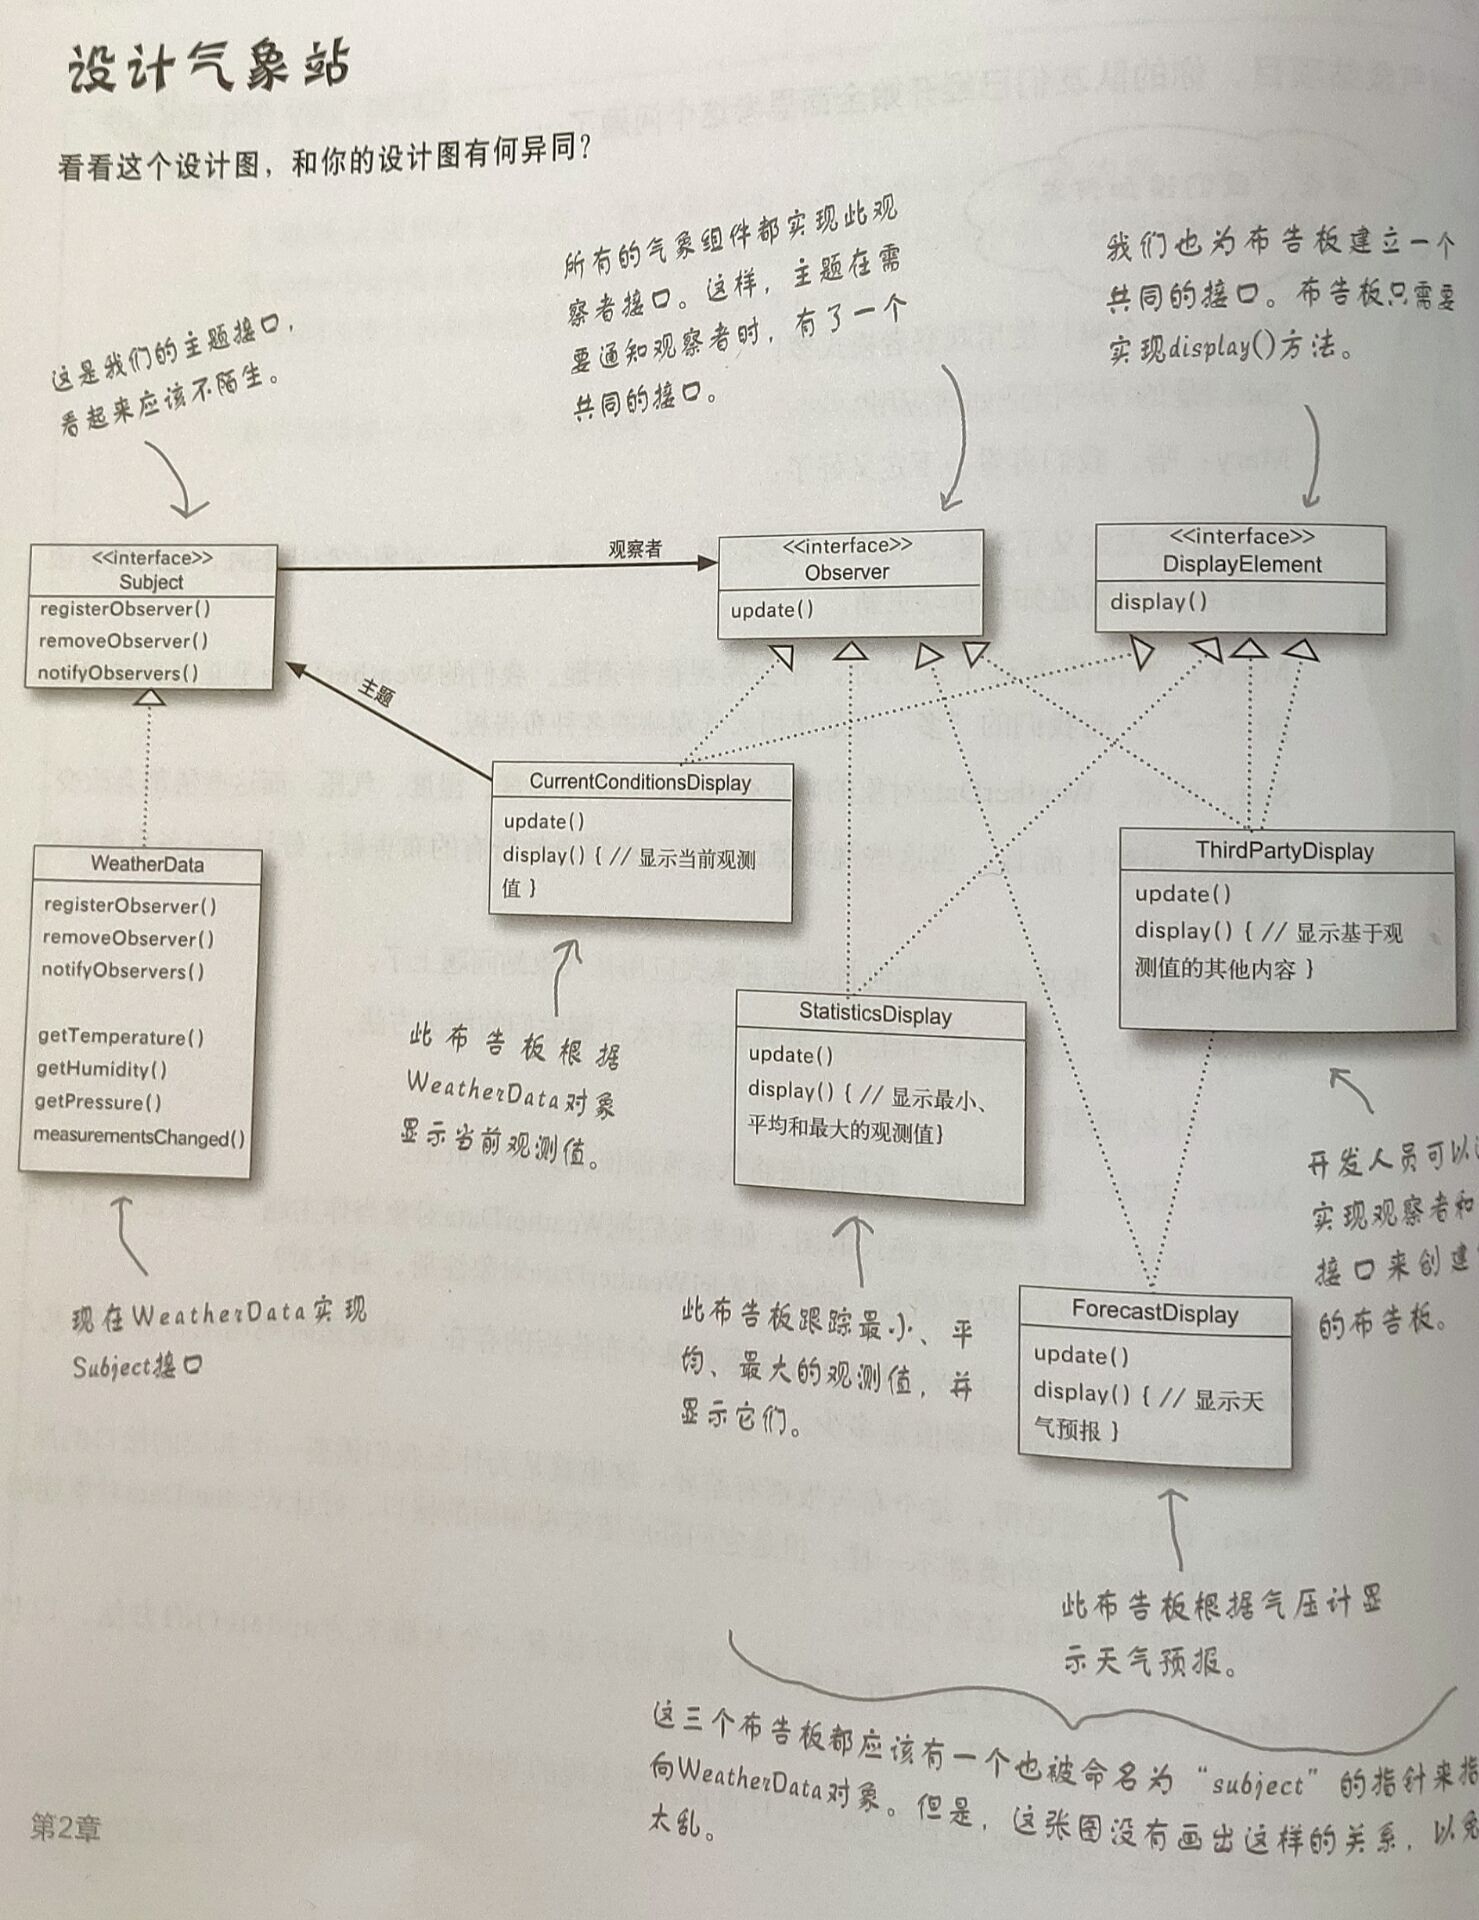 设计气象站
看看这个设计图，和你的设计图有何异同？
这是我们的主题接口，
看起来应该不陌生。
所有的气象组件都实现此观
察者接口。这样，主题在需
要通知观察者时，有了一个
共同的接口。
我们也为布告板建立一个
共同的接口。布告板只需要
实现display()方法。
<<interface>>
Subject
registerObserver()
removeObserver()
notifyObservers()
观察者
<<interface>>
Observer
update()
<<interface>>
DisplayElement
display()
主题
CurrentConditionsDisplay
update()
display() { // 显示当前观测
值 }
WeatherData
registerObserver()
removeObserver()
notifyObservers()
getTemperature()
getHumidity()
getPressure()
measurementsChanged()
ThirdPartyDisplay
update()
display() { // 显示基于观
测值的其他内容 }
此布告板根据
WeatherData对象
显示当前观测值。
StatisticsDisplay
update()
display() { // 显示最小、
平均和最大的观测值}
开发人员可以
实现观察者和
接口来创建
的布告板。
现在WeatherData实现
Subject接口
此布告板跟踪最小、平
均、最大的观测值，并
显示它们。
ForecastDisplay
update()
display() { // 显示天
气预报 }
此布告板根据气压计显
示天气预报。
这三个布告板都应该有一个也被命名为“subject”的指针来指
向WeatherData对象。但是，这张图没有画出这样的关系，以免
太乱。
第2章